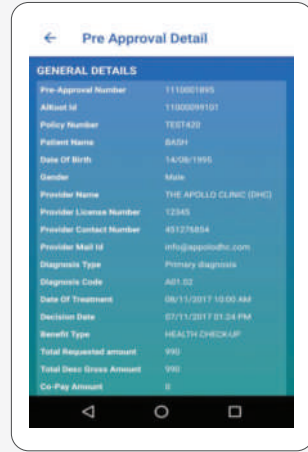 Pre Approval Detail
GENERAL DETAILS
Pre-Approval Number 1110001895
Alkoot Id 11000099101
Policy Number TEST420
Patient Name BASH
Date Of Birth 14/08/1995
Gender Male
Provider Name THE APOLLO CLINIC (DHC)
Provider License Number 12345
Provider Contact Number 451276854
Provider Mail Id info@appolodhc.com
Diagnosis Type Primary diagnosis
Diagnosis Code A01.02
Date Of Treatment 08/11/2017 10:00 AM
Decision Date 07/11/2017 01:24 PM
Benefit Type HEALTH CHECK-UP
Total Requested amount 990
Total Desc Gross Amount 990
Co-Pay Amount 0